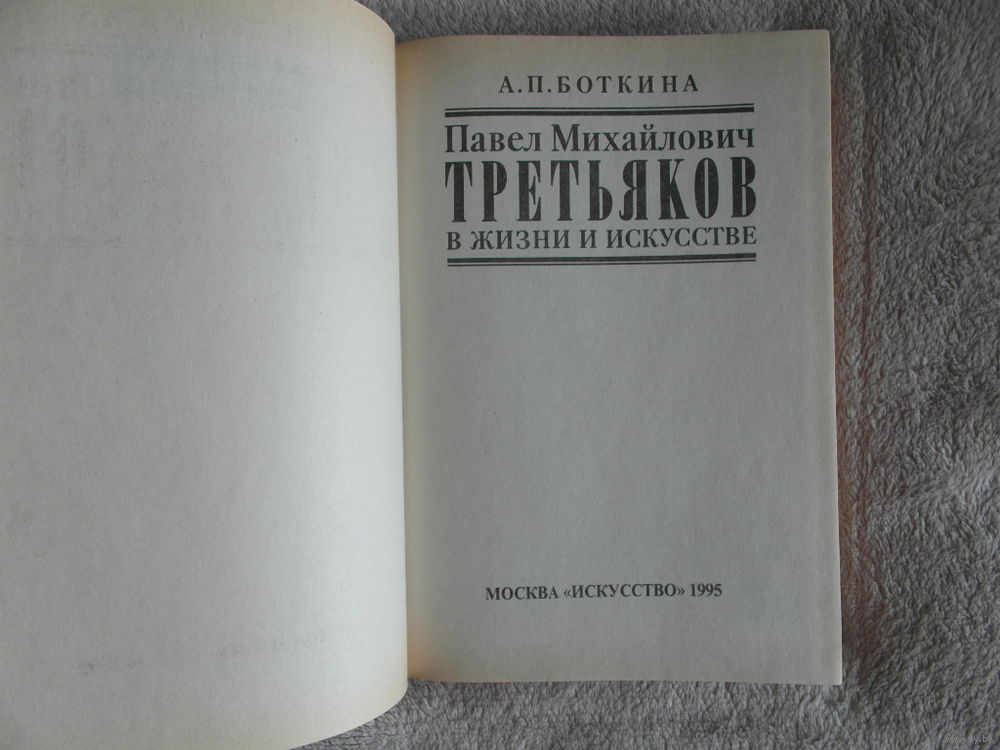 А.П.БОТКИНА
Павел Михайлович
ТРЕТЬЯКОВ
В ЖИЗНИ И ИСКУССТВЕ
МОСКВА «ИСКУССТВО» 1995